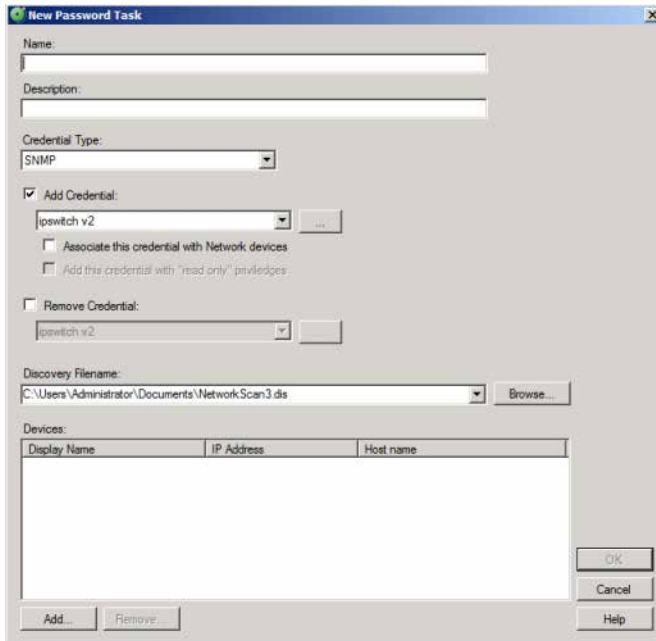 New Password Task
Name:
Description:
Credential Type:
SNMP
Add Credential:
ipswitch v2
...
Associate this credential with Network devices
Add this credential with "read only" priviledges
Remove Credential:
ipswitch v2
Discovery Filename:
C:\Users\Administrator\Documents\NetworkScan3.dis
Browse...
Devices:
Display Name IP Address Host name
OK
Cancel
Add... Remove... Help